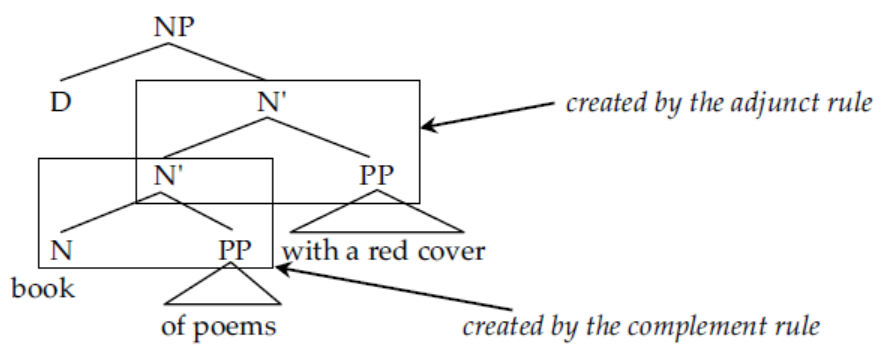 NP
D N' created by the adjunct rule
N' PP
N PP with a red cover
book
of poems created by the complement rule